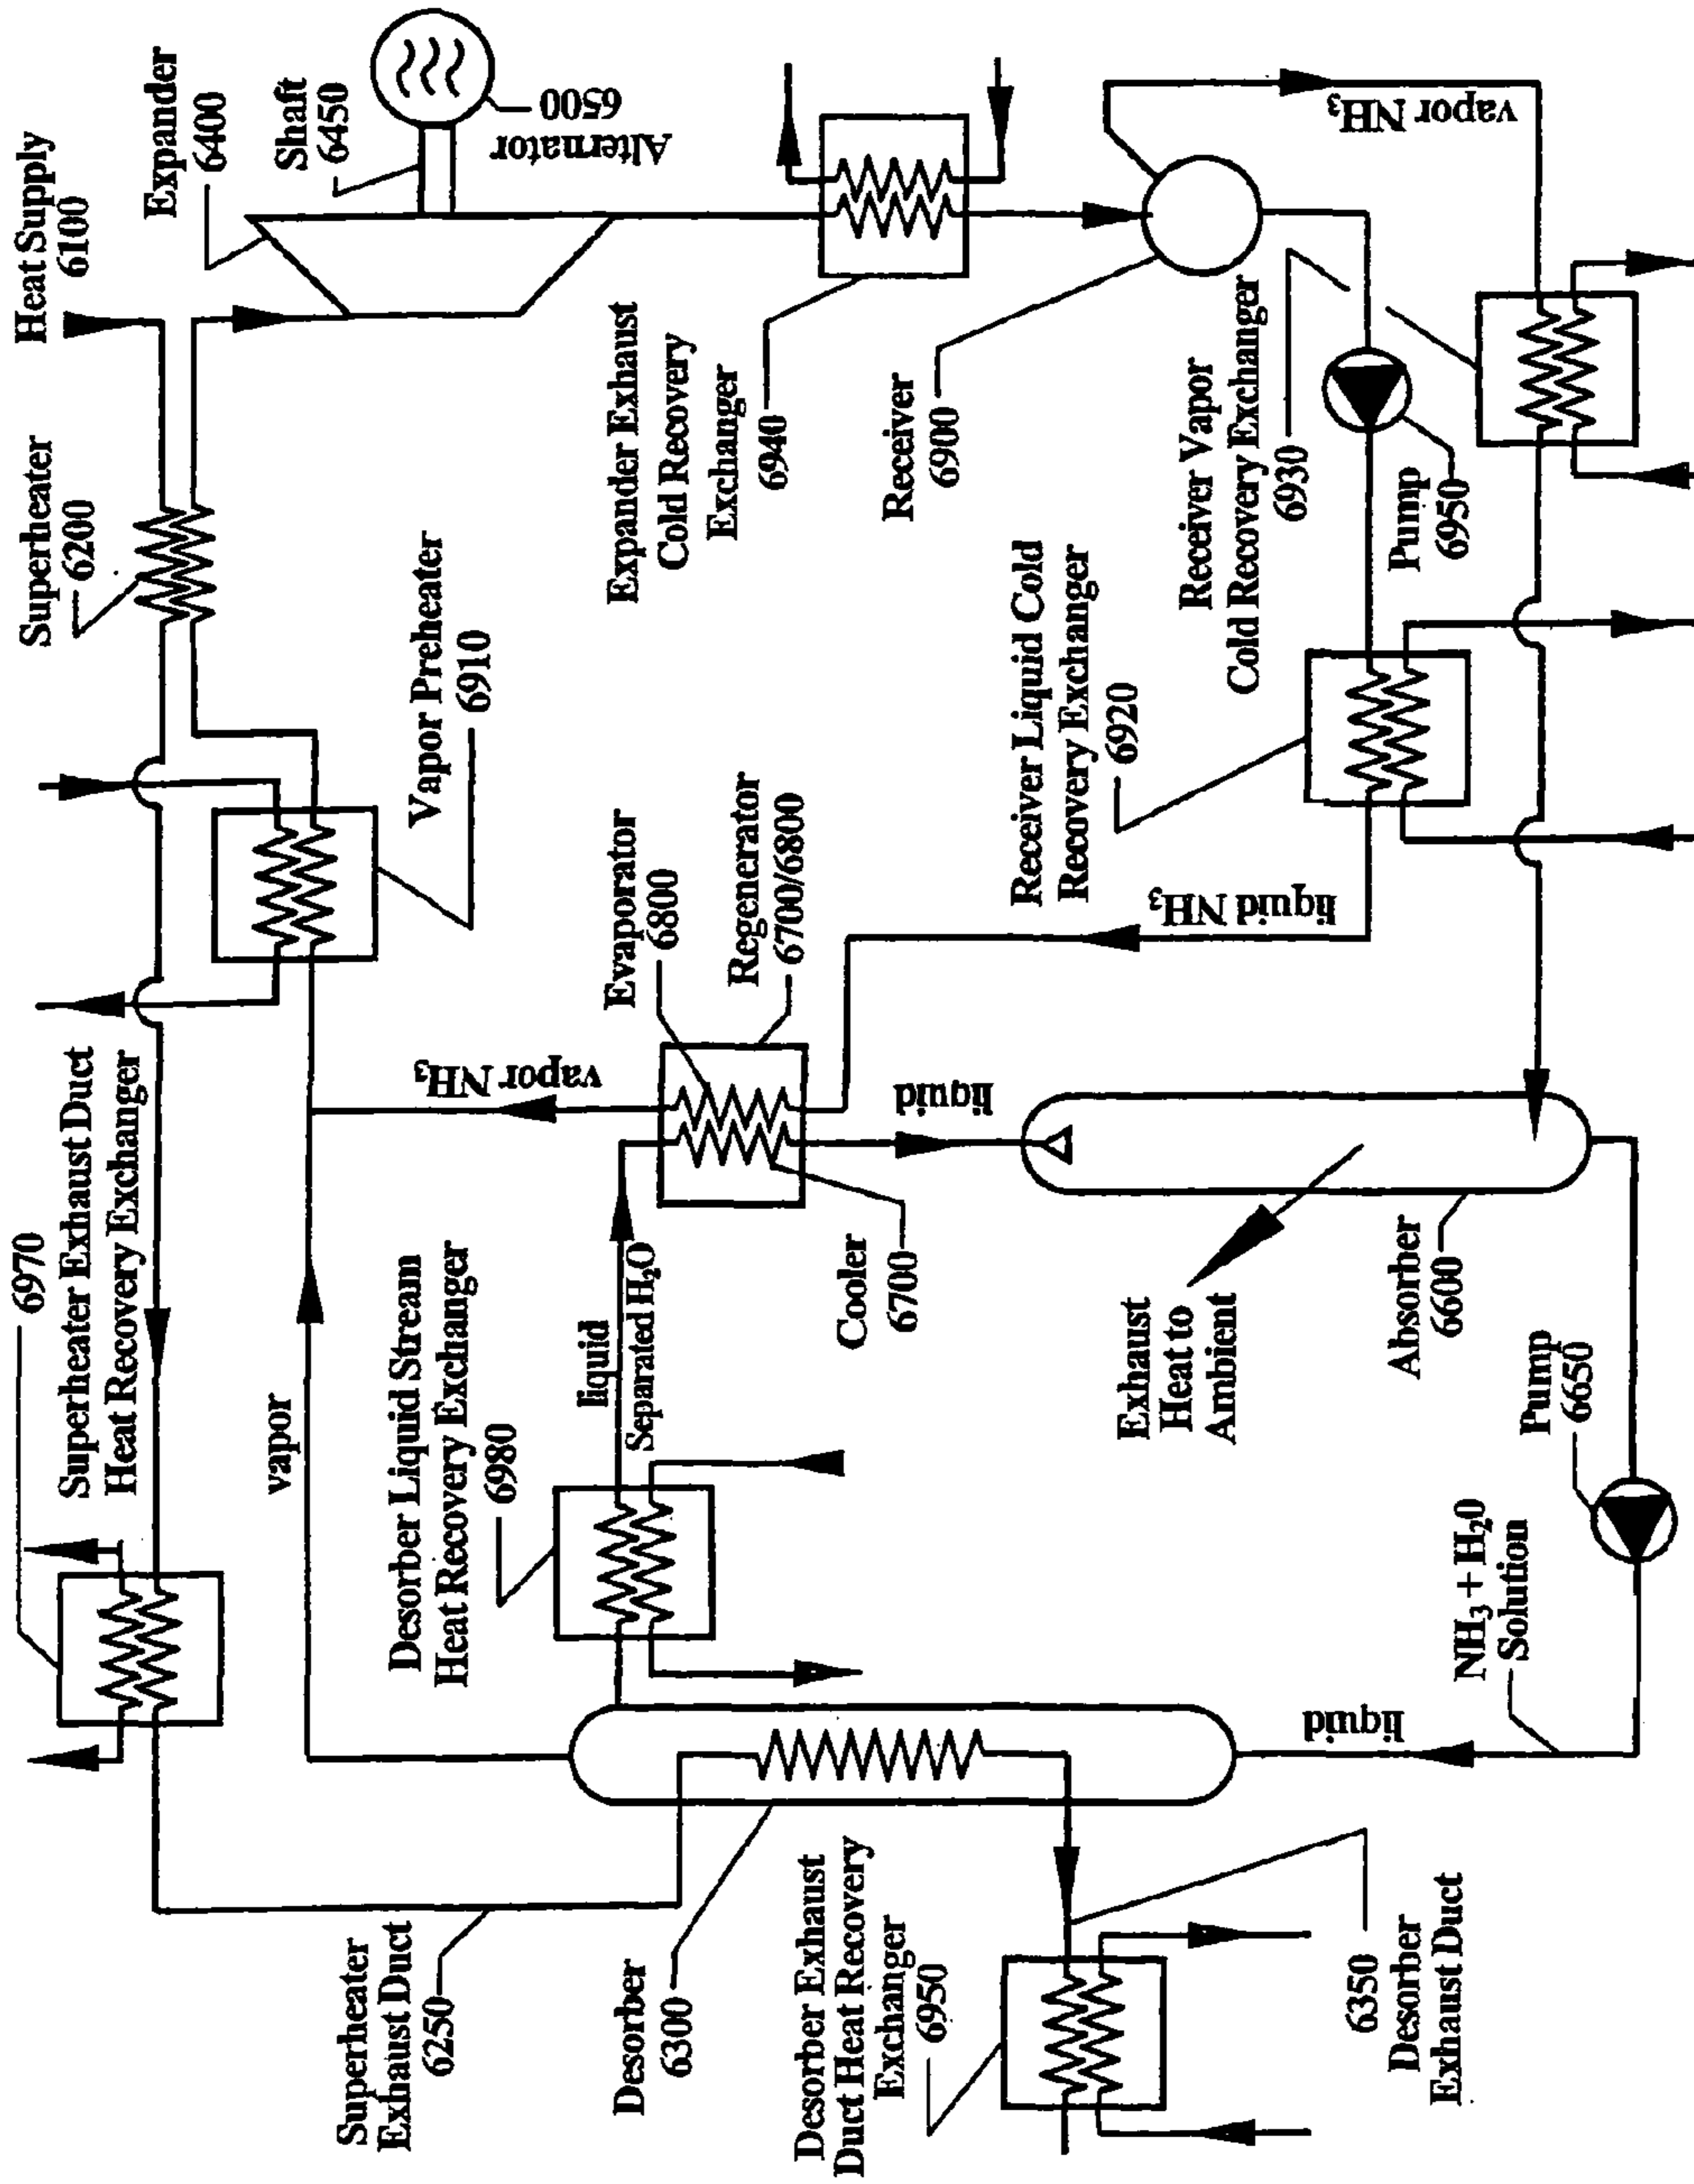 6970
Superheater Exhaust Duct
Heat Recovery Exchanger
Superheater
6200
Heat Supply
6100
Expander
6400
Shaft
6450
6500
Alternator
Vapor Preheater
6910
vapor
Desorber Liquid Stream
Heat Recovery Exchanger
6980
liquid
Separated H₂O
vapor NH₃
Evaporator
6800
Regenerator
6700/6800
Cooler
6700
Expander Exhaust
Cold Recovery
Exchanger
6940
Receiver
6900
vapor NH₃
Receiver Vapor
Cold Recovery Exchanger
6930
Pump
6950
Receiver Liquid Cold
Recovery Exchanger
6920
liquid NH₃
liquid
Exhaust
Heat to
Ambient
Absorber
6600
Pump
6650
NH₃ + H₂0
Solution
liquid
Superheater
Exhaust Duct
6250
Desorber
6300
Desorber Exhaust
Duct Heat Recovery
Exchanger
6950
6350
Desorber
Exhaust Duct